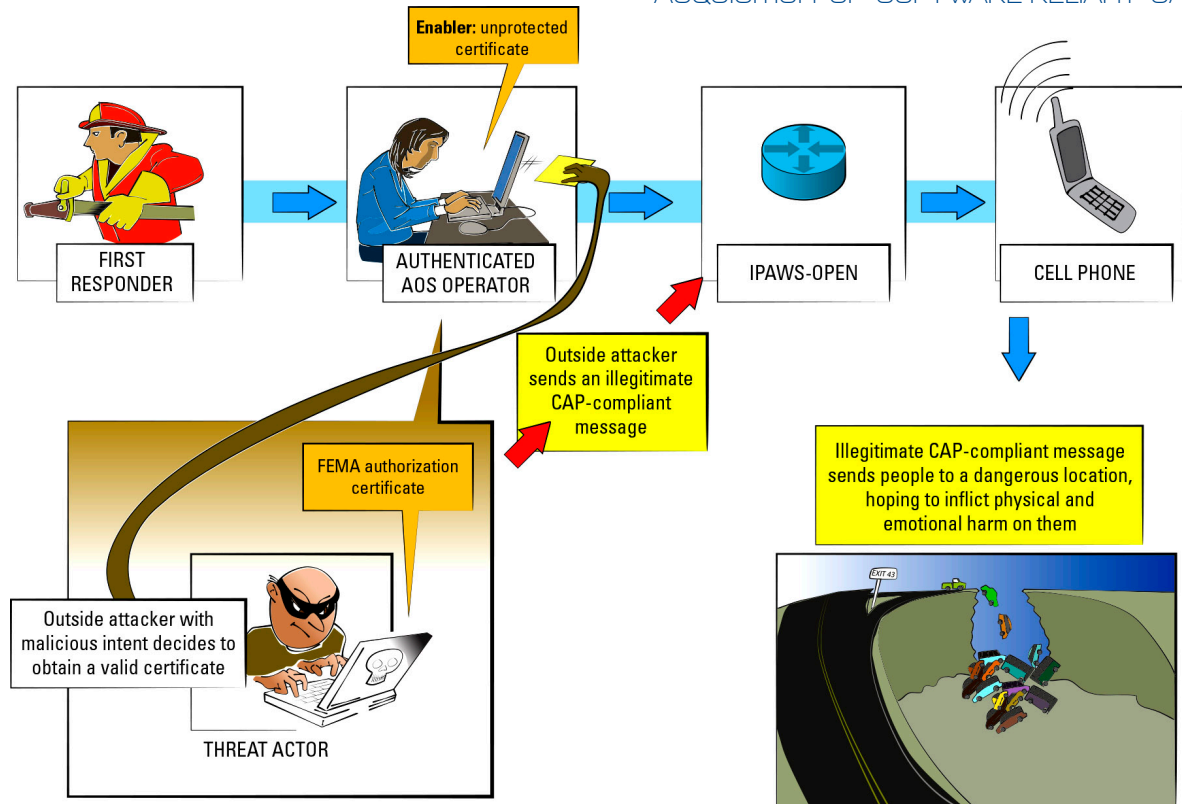 Enabler: unprotected
certificate
FIRST
RESPONDER
AUTHENTICATED
AOS OPERATOR
IPAWS-OPEN
CELL PHONE
Outside attacker
sends an illegitimate
CAP-compliant
message
FEMA authorization
certificate
Illegitimate CAP-compliant message
sends people to a dangerous location,
hoping to inflict physical and
emotional harm on them
EXIT 43
Outside attacker with
malicious intent decides to
obtain a valid certificate
THREAT ACTOR